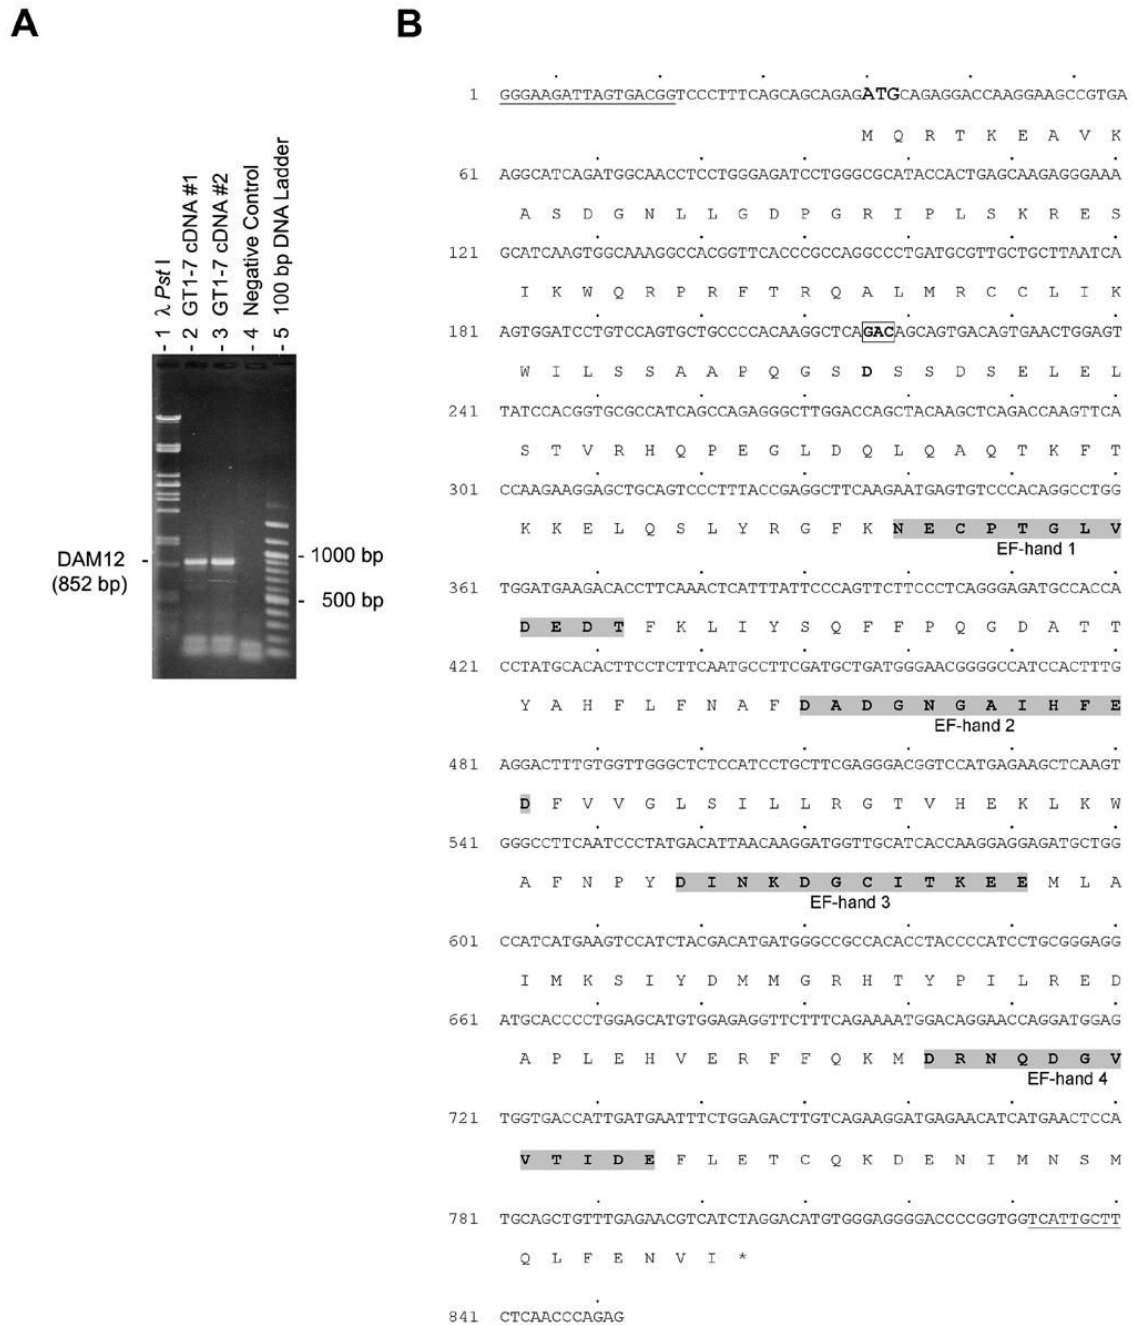 A
1 λ Pst I
2 GT1-7 cDNA #1
3 GT1-7 cDNA #2
4 Negative Control
5 100 bp DNA Ladder
DAM12
(852 bp)
1000 bp
500 bp
B
1 GGGAAGATTAGTGACGGTCCCTTTCAGCAGCAGAGATGCAGAGGACCAAGGAAGCCGTGA
M Q R T K E A V K
61 AGGCATCAGATGGCAACCTCCTGGGAGATCCTGGGCGCATACCACTGAGCAAGAGGGAAA
A S D G N L L G D P G R I P L S K R E S
121 GCATCAAGTGGCAAAGGCCACGGTTCACCCGCCAGGCCCTGATGCGTTGCTGCTTAATCA
I K W Q R P R F T R Q A L M R C C L I K
181 AGTGGATCCTGTCCAGTGCTGCCCCACAAGGCTCAGACAGCAGTGACAGTGAACTGGAGT
W I L S S A A P Q G S D S S D S E L E L
241 TATCCACGGTGCGCCATCAGCCAGAGGGCTTGGACCAGCTACAAGCTCAGACCAAGTTCA
S T V R H Q P E G L D Q L Q A Q T K F T
301 CCAAGAAGGAGCTGCAGTCCCTTTACCGAGGCTTCAAGAATGAGTGTCCCACAGGCCTGG
K K E L Q S L Y R G F K N E C P T G L V
EF-hand 1
361 TGGATGAAGACACCTTCAAACTCATTTATTCCCAGTTCTTCCCTCAGGGAGATGCCACCA
D E D T F K L I Y S Q F F P Q G D A T T
421 CCTATGCACACTTCCTCTTCAATGCCTTCGATGCTGATGGGAACGGGGCCATCCACTTTG
Y A H F L F N A F D A D G N G A I H F E
EF-hand 2
481 AGGACTTTGTGGTTGGGCTCTCCATCCTGCTTCGAGGGACGGTCCATGAGAAGCTCAAGT
D F V V G L S I L L R G T V H E K L K W
541 GGGCCTTCAATCCCTATGACATTAACAAGGATGGTTGCATCACCAAGGAGGAGATGCTGG
A F N P Y D I N K D G C I T K E E M L A
EF-hand 3
601 CCATCATGAAGTCCATCTACGACATGATGGGCCGCCACACCTACCCCATCCTGCGGGAGG
I M K S I Y D M M G R H T Y P I L R E D
661 ATGCACCCCTGGAGCATGTGGAGAGGTTCTTTCAGAAAATGGACAGGAACCAGGATGGAG
A P L E H V E R F F Q K M D R N Q D G V
EF-hand 4
721 TGGTGACCATTGATGAATTTCTGGAGACTTGTCAGAAGGATGAGAACATCATGAACTCCA
V T I D E F L E T C Q K D E N I M N S M
781 TGCAGCTGTTTGAGAACGTCATCTAGGACATGTGGGAGGGGACCCCGGTGGTCATTGCTT
Q L F E N V I *
841 CTCAACCCAGAG